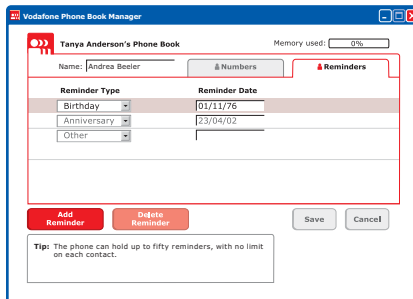 Vodafone Phone Book Manager
Tanya Anderson's Phone Book
Memory used: 0%
Name: Andrea Beeler
Numbers
Reminders
Reminder Type Reminder Date
Birthday 01/11/76
Anniversary 23/04/02
Other
Add Reminder
Delete Reminder
Save
Cancel
Tip: The phone can hold up to fifty reminders, with no limit
on each contact.